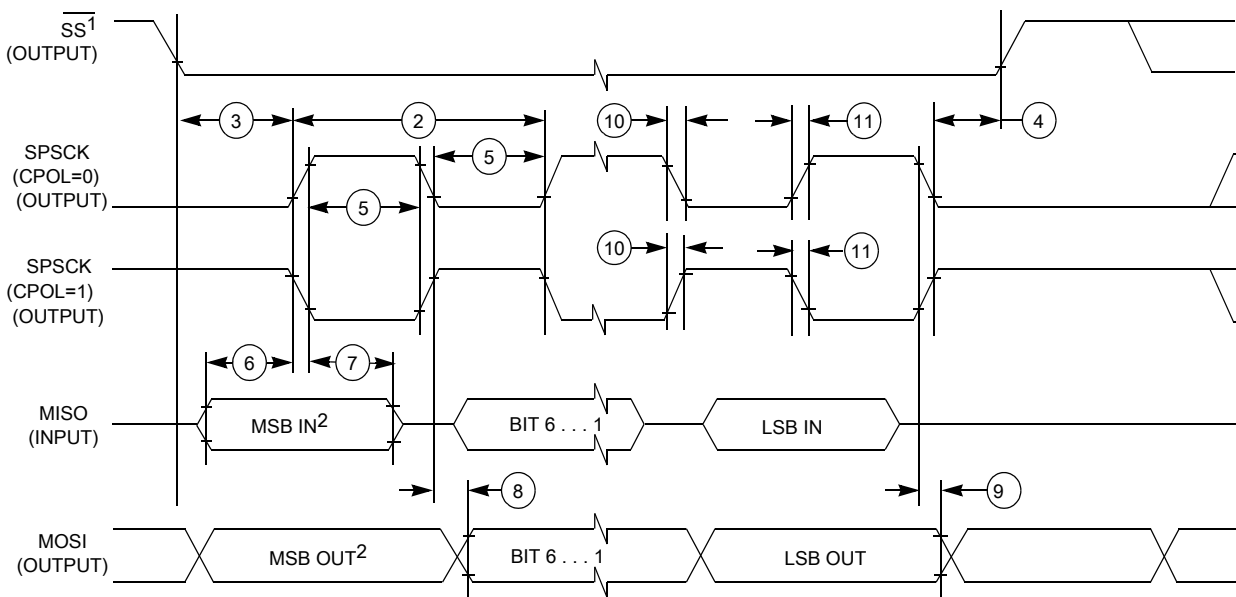 SS1
(OUTPUT)
3
2
10
11
4
SPSCK
(CPOL=0)
(OUTPUT)
5
5
SPSCK
(CPOL=1)
(OUTPUT)
10
11
6
7
MISO
(INPUT)
MSB IN2
BIT 6 . . . 1
LSB IN
8
9
MOSI
(OUTPUT)
MSB OUT2
BIT 6 . . . 1
LSB OUT